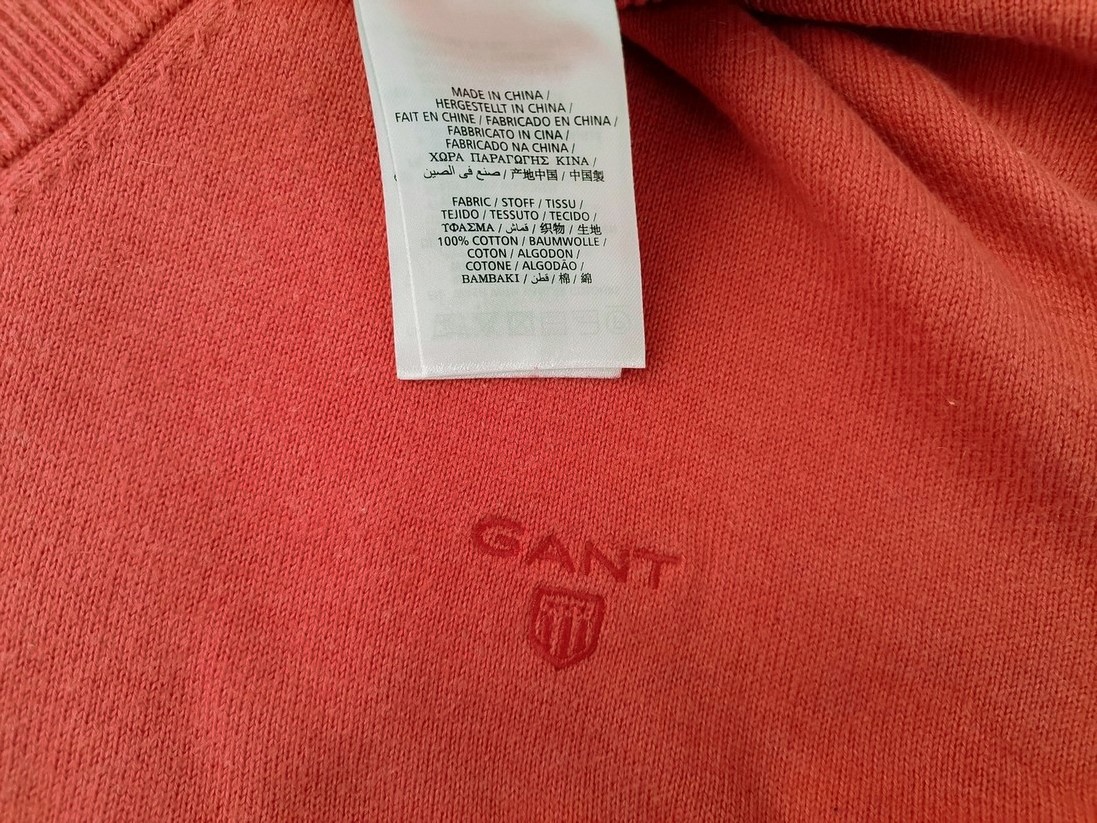 MADE IN CHINA /
HERGESTELLT IN CHINA /
FAIT EN CHINE / FABRICADO EN CHINA /
FABBRICATO IN CINA /
FABRICADO NA CHINA /
ΧΩΡΑ ΠΑΡΑΓΩΓΗΣ ΚΙΝΑ /
صنع في الصين / 产地中国 / 中国製
FABRIC / STOFF / TISSU /
TEJIDO / TESSUTO / TECIDO /
ΤΦΑΣΜΑ / قماش / 织物 / 生地
100% COTTON / BAUMWOLLE /
COTON / ALGODON /
COTONE / ALGODÃO /
BAMBAKI / قطن / 棉 / 綿
GANT